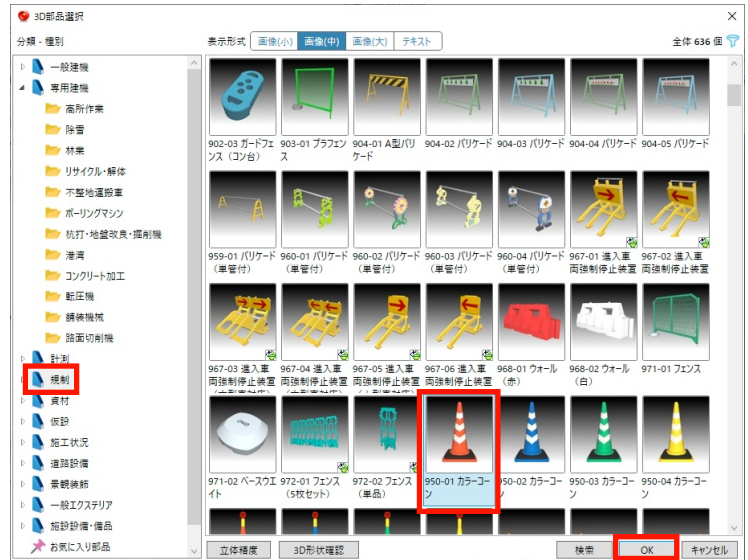 3D部品選択
分類 - 種別
表示形式 画像(小) 画像(中) 画像(大) テキスト 全体 636 個
一般建機
専用建機
高所作業
除雪
林業
リサイクル・解体
不整地運搬車
ボーリングマシン
杭打・地盤改良・掘削機
港湾
コンクリート加工
転圧機
舗装機械
路面切削機
計測
規制
資材
仮設
施工状況
道路設備
景観装飾
一般エクステリア
施設設備・備品
お気に入り部品
902-03 ガードフェ 903-01 プラフェン 904-01 A型バリ 904-02 バリケード 904-03 バリケード 904-04 バリケード 904-05 バリケード
ンス（コン台） ス ケード
959-01 バリケード 960-01 バリケード 960-02 バリケード 960-03 バリケード 960-04 バリケード 967-01 進入車 967-02 進入車
（単管付） （単管付） （単管付） （単管付） （単管付） 両強制停止装置 両強制停止装置
967-03 進入車 967-04 進入車 967-05 進入車 967-06 進入車 968-01 ウォール 968-02 ウォール 971-01 フェンス
両強制停止装置 両強制停止装置 両強制停止装置 両強制停止装置 （赤） （白）
971-02 ベースウエ 972-01 フェンス 972-02 フェンス 950-01 カラーコー 950-02 カラーコー 950-03 カラーコー 950-04 カラーコー
イト （5枚セット） （単品） ン ン ン ン
立体精度 3D形状確認 検索 OK キャンセル